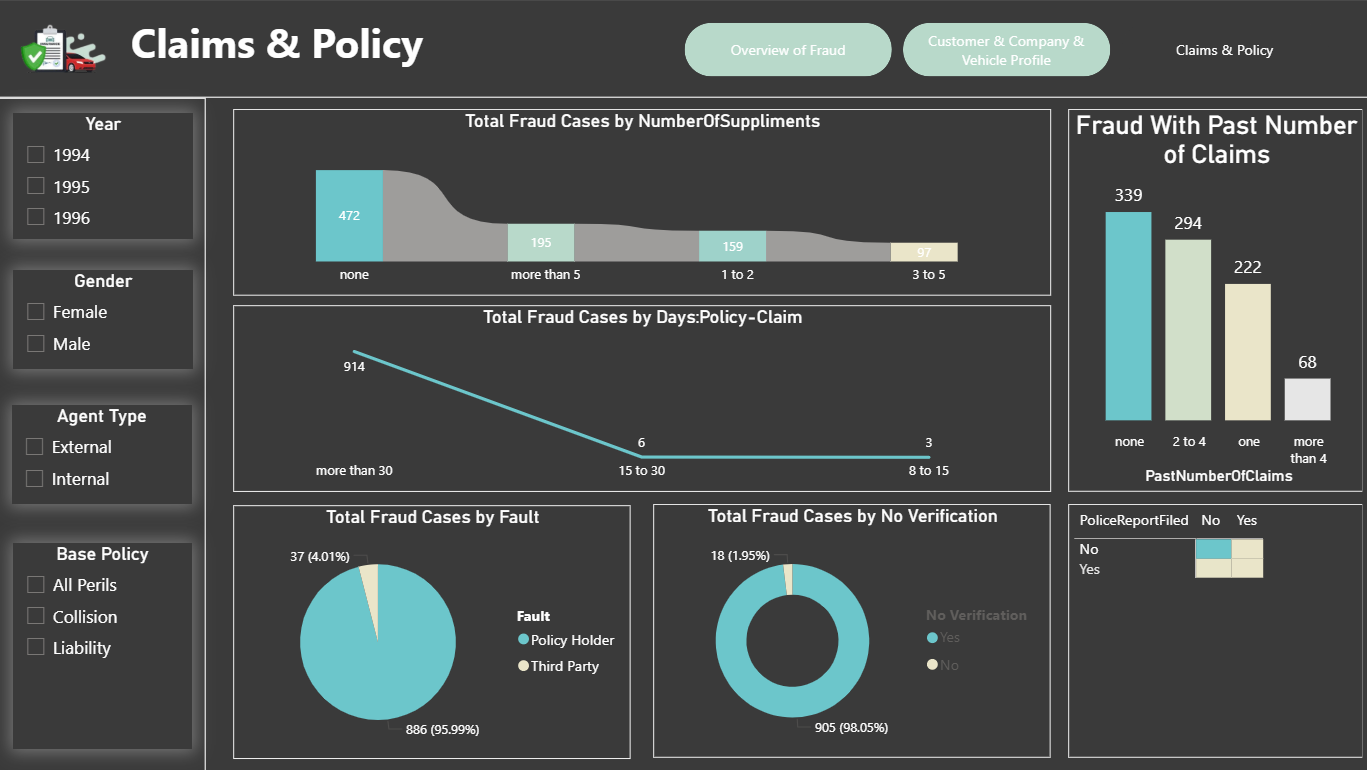 Claims & Policy
Overview of Fraud
Customer & Company &
Vehicle Profile
Claims & Policy
Year
1994
1995
1996
Gender
Female
Male
Agent Type
External
Internal
Base Policy
All Perils
Collision
Liability
Total Fraud Cases by NumberOfSuppliments
472
195
159
97
none
more than 5
1 to 2
3 to 5
Total Fraud Cases by Days:Policy-Claim
914
6
3
more than 30
15 to 30
8 to 15
Fraud With Past Number
of Claims
339
294
222
68
none
2 to 4
one
more
than 4
PastNumberOfClaims
Total Fraud Cases by Fault
37 (4.01%)
886 (95.99%)
Fault
Policy Holder
Third Party
Total Fraud Cases by No Verification
18 (1.95%)
905 (98.05%)
No Verification
Yes
No
PoliceReportFiled No Yes
No
Yes